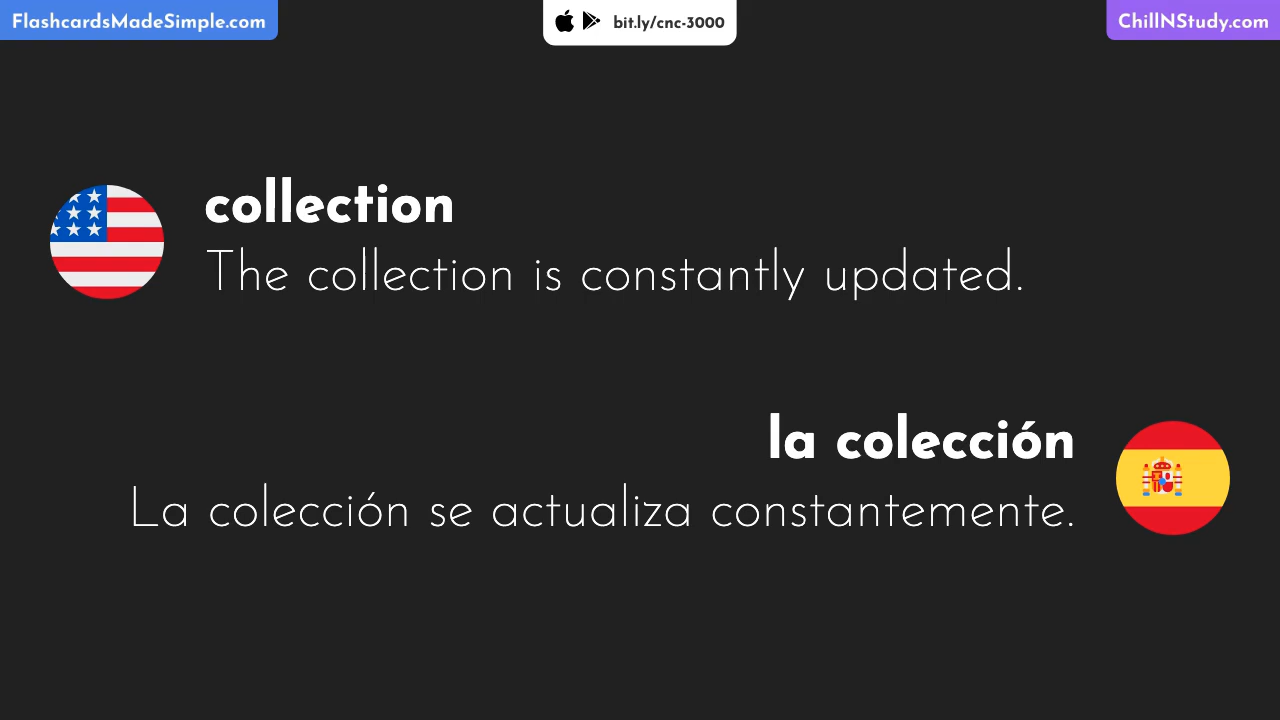 FlashcardsMadeSimple.com
bit.ly/cnc-3000
ChillNStudy.com
collection
The collection is constantly updated.
la colección
La colección se actualiza constantemente.